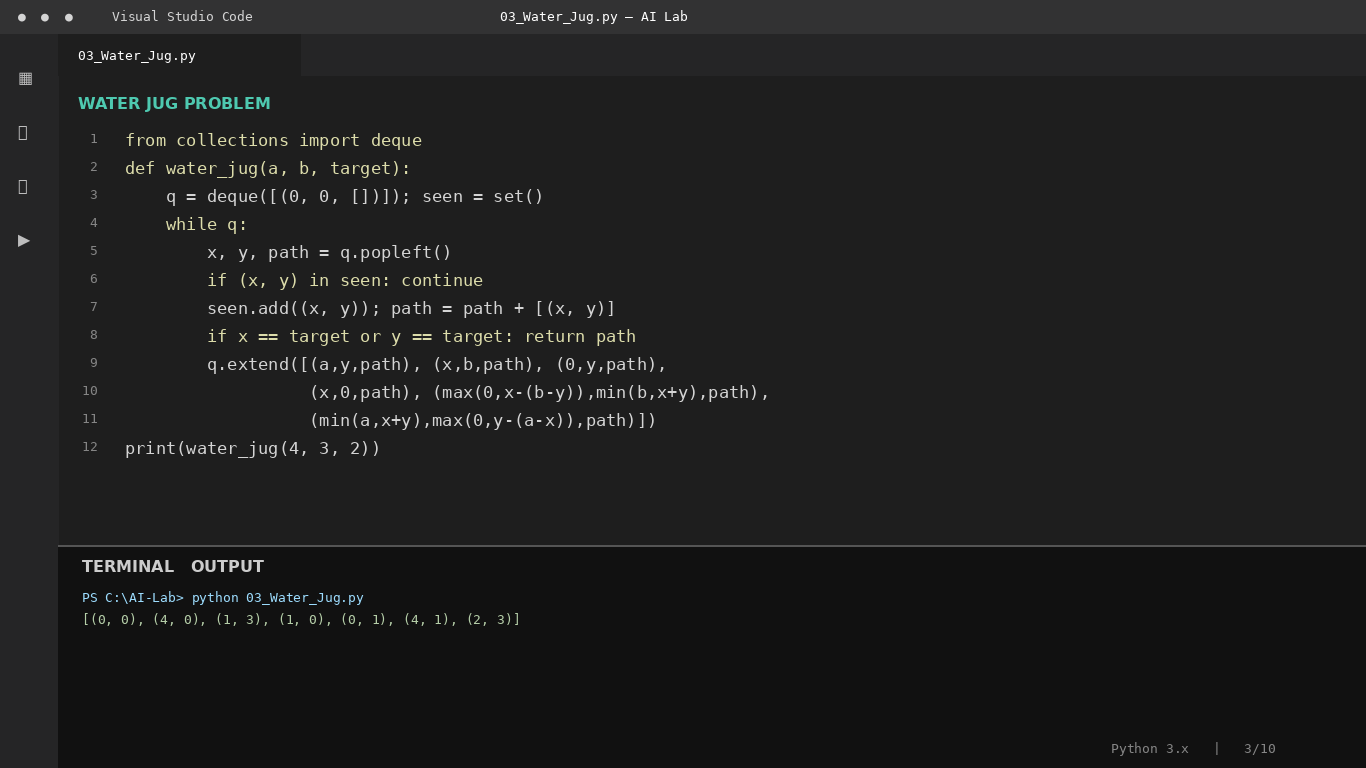 Visual Studio Code
03_Water_Jug.py — AI Lab
03_Water_Jug.py
WATER JUG PROBLEM
1 from collections import deque
2 def water_jug(a, b, target):
3     q = deque([(0, 0, [])]); seen = set()
4     while q:
5         x, y, path = q.popleft()
6         if (x, y) in seen: continue
7         seen.add((x, y)); path = path + [(x, y)]
8         if x == target or y == target: return path
9         q.extend([(a,y,path), (x,b,path), (0,y,path),
10                   (x,0,path), (max(0,x-(b-y)),min(b,x+y),path),
11                   (min(a,x+y),max(0,y-(a-x)),path)])
12 print(water_jug(4, 3, 2))
TERMINAL OUTPUT
PS C:\AI-Lab> python 03_Water_Jug.py
[(0, 0), (4, 0), (1, 3), (1, 0), (0, 1), (4, 1), (2, 3)]
Python 3.x | 3/10